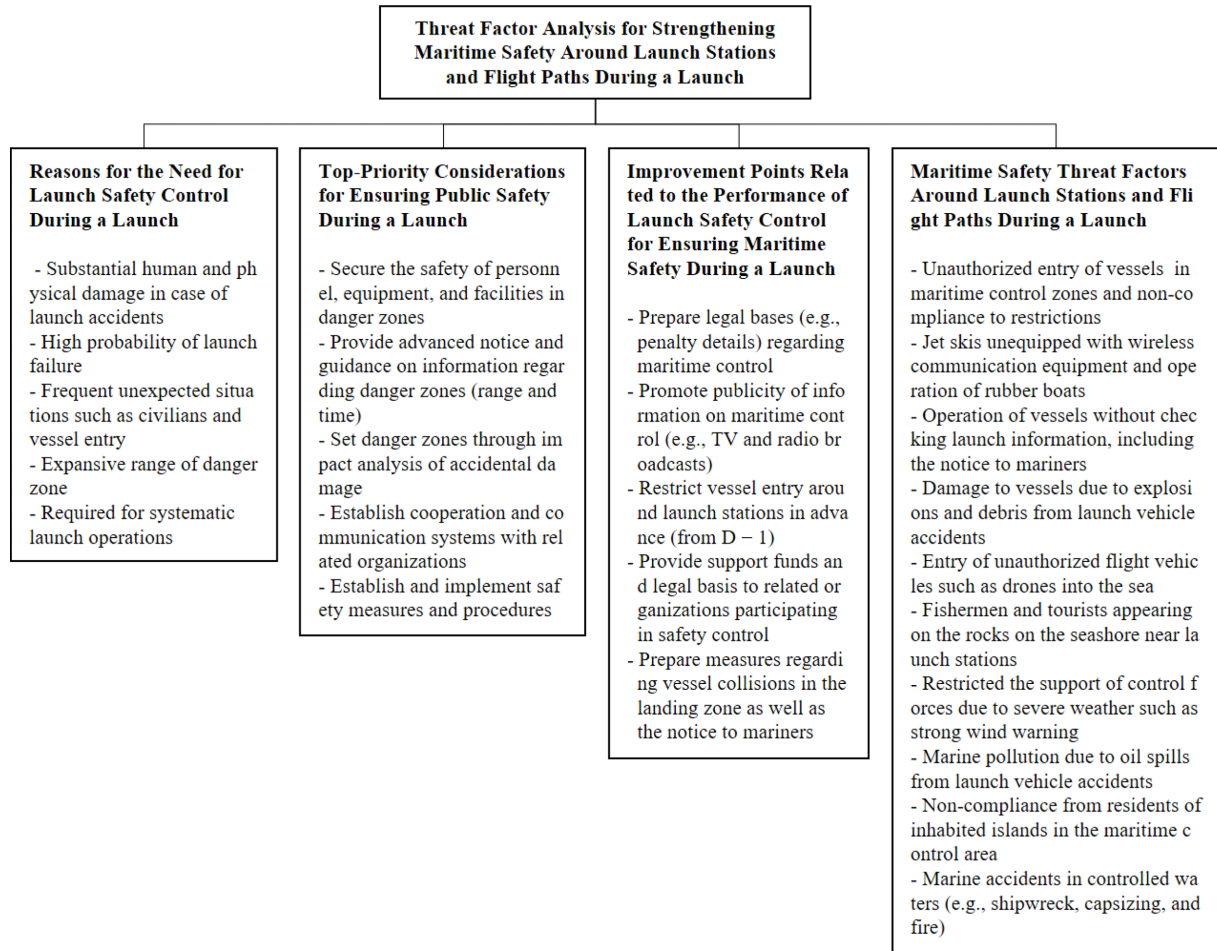 Threat Factor Analysis for Strengthening
Maritime Safety Around Launch Stations
and Flight Paths During a Launch
Reasons for the Need for
Launch Safety Control
During a Launch
- Substantial human and ph
ysical damage in case of
launch accidents
- High probability of launch
failure
- Frequent unexpected situa
tions such as civilians and
vessel entry
- Expansive range of danger
zone
- Required for systematic
launch operations
Top-Priority Considerations
for Ensuring Public Safety
During a Launch
- Secure the safety of personn
el, equipment, and facilities in
danger zones
- Provide advanced notice and
guidance on information regar
ding danger zones (range and
time)
- Set danger zones through im
pact analysis of accidental da
mage
- Establish cooperation and co
mmunication systems with rel
ated organizations
- Establish and implement saf
ety measures and procedures
Improvement Points Rela
ted to the Performance of
Launch Safety Control
for Ensuring Maritime
Safety During a Launch
- Prepare legal bases (e.g.,
penalty details) regarding
maritime control
- Promote publicity of info
rmation on maritime cont
rol (e.g., TV and radio br
oadcasts)
- Restrict vessel entry arou
nd launch stations in adva
nce (from D − 1)
- Provide support funds an
d legal basis to related or
ganizations participating
in safety control
- Prepare measures regardi
ng vessel collisions in the
landing zone as well as
the notice to mariners
Maritime Safety Threat Factors
Around Launch Stations and Fli
ght Paths During a Launch
- Unauthorized entry of vessels in
maritime control zones and non-co
mpliance to restrictions
- Jet skis unequipped with wireless
communication equipment and ope
ration of rubber boats
- Operation of vessels without chec
king launch information, including
the notice to mariners
- Damage to vessels due to explosi
ons and debris from launch vehicle
accidents
- Entry of unauthorized flight vehic
les such as drones into the sea
- Fishermen and tourists appearing
on the rocks on the seashore near la
unch stations
- Restricted the support of control f
orces due to severe weather such as
strong wind warning
- Marine pollution due to oil spills
from launch vehicle accidents
- Non-compliance from residents of
inhabited islands in the maritime c
ontrol area
- Marine accidents in controlled wa
ters (e.g., shipwreck, capsizing, and
fire)